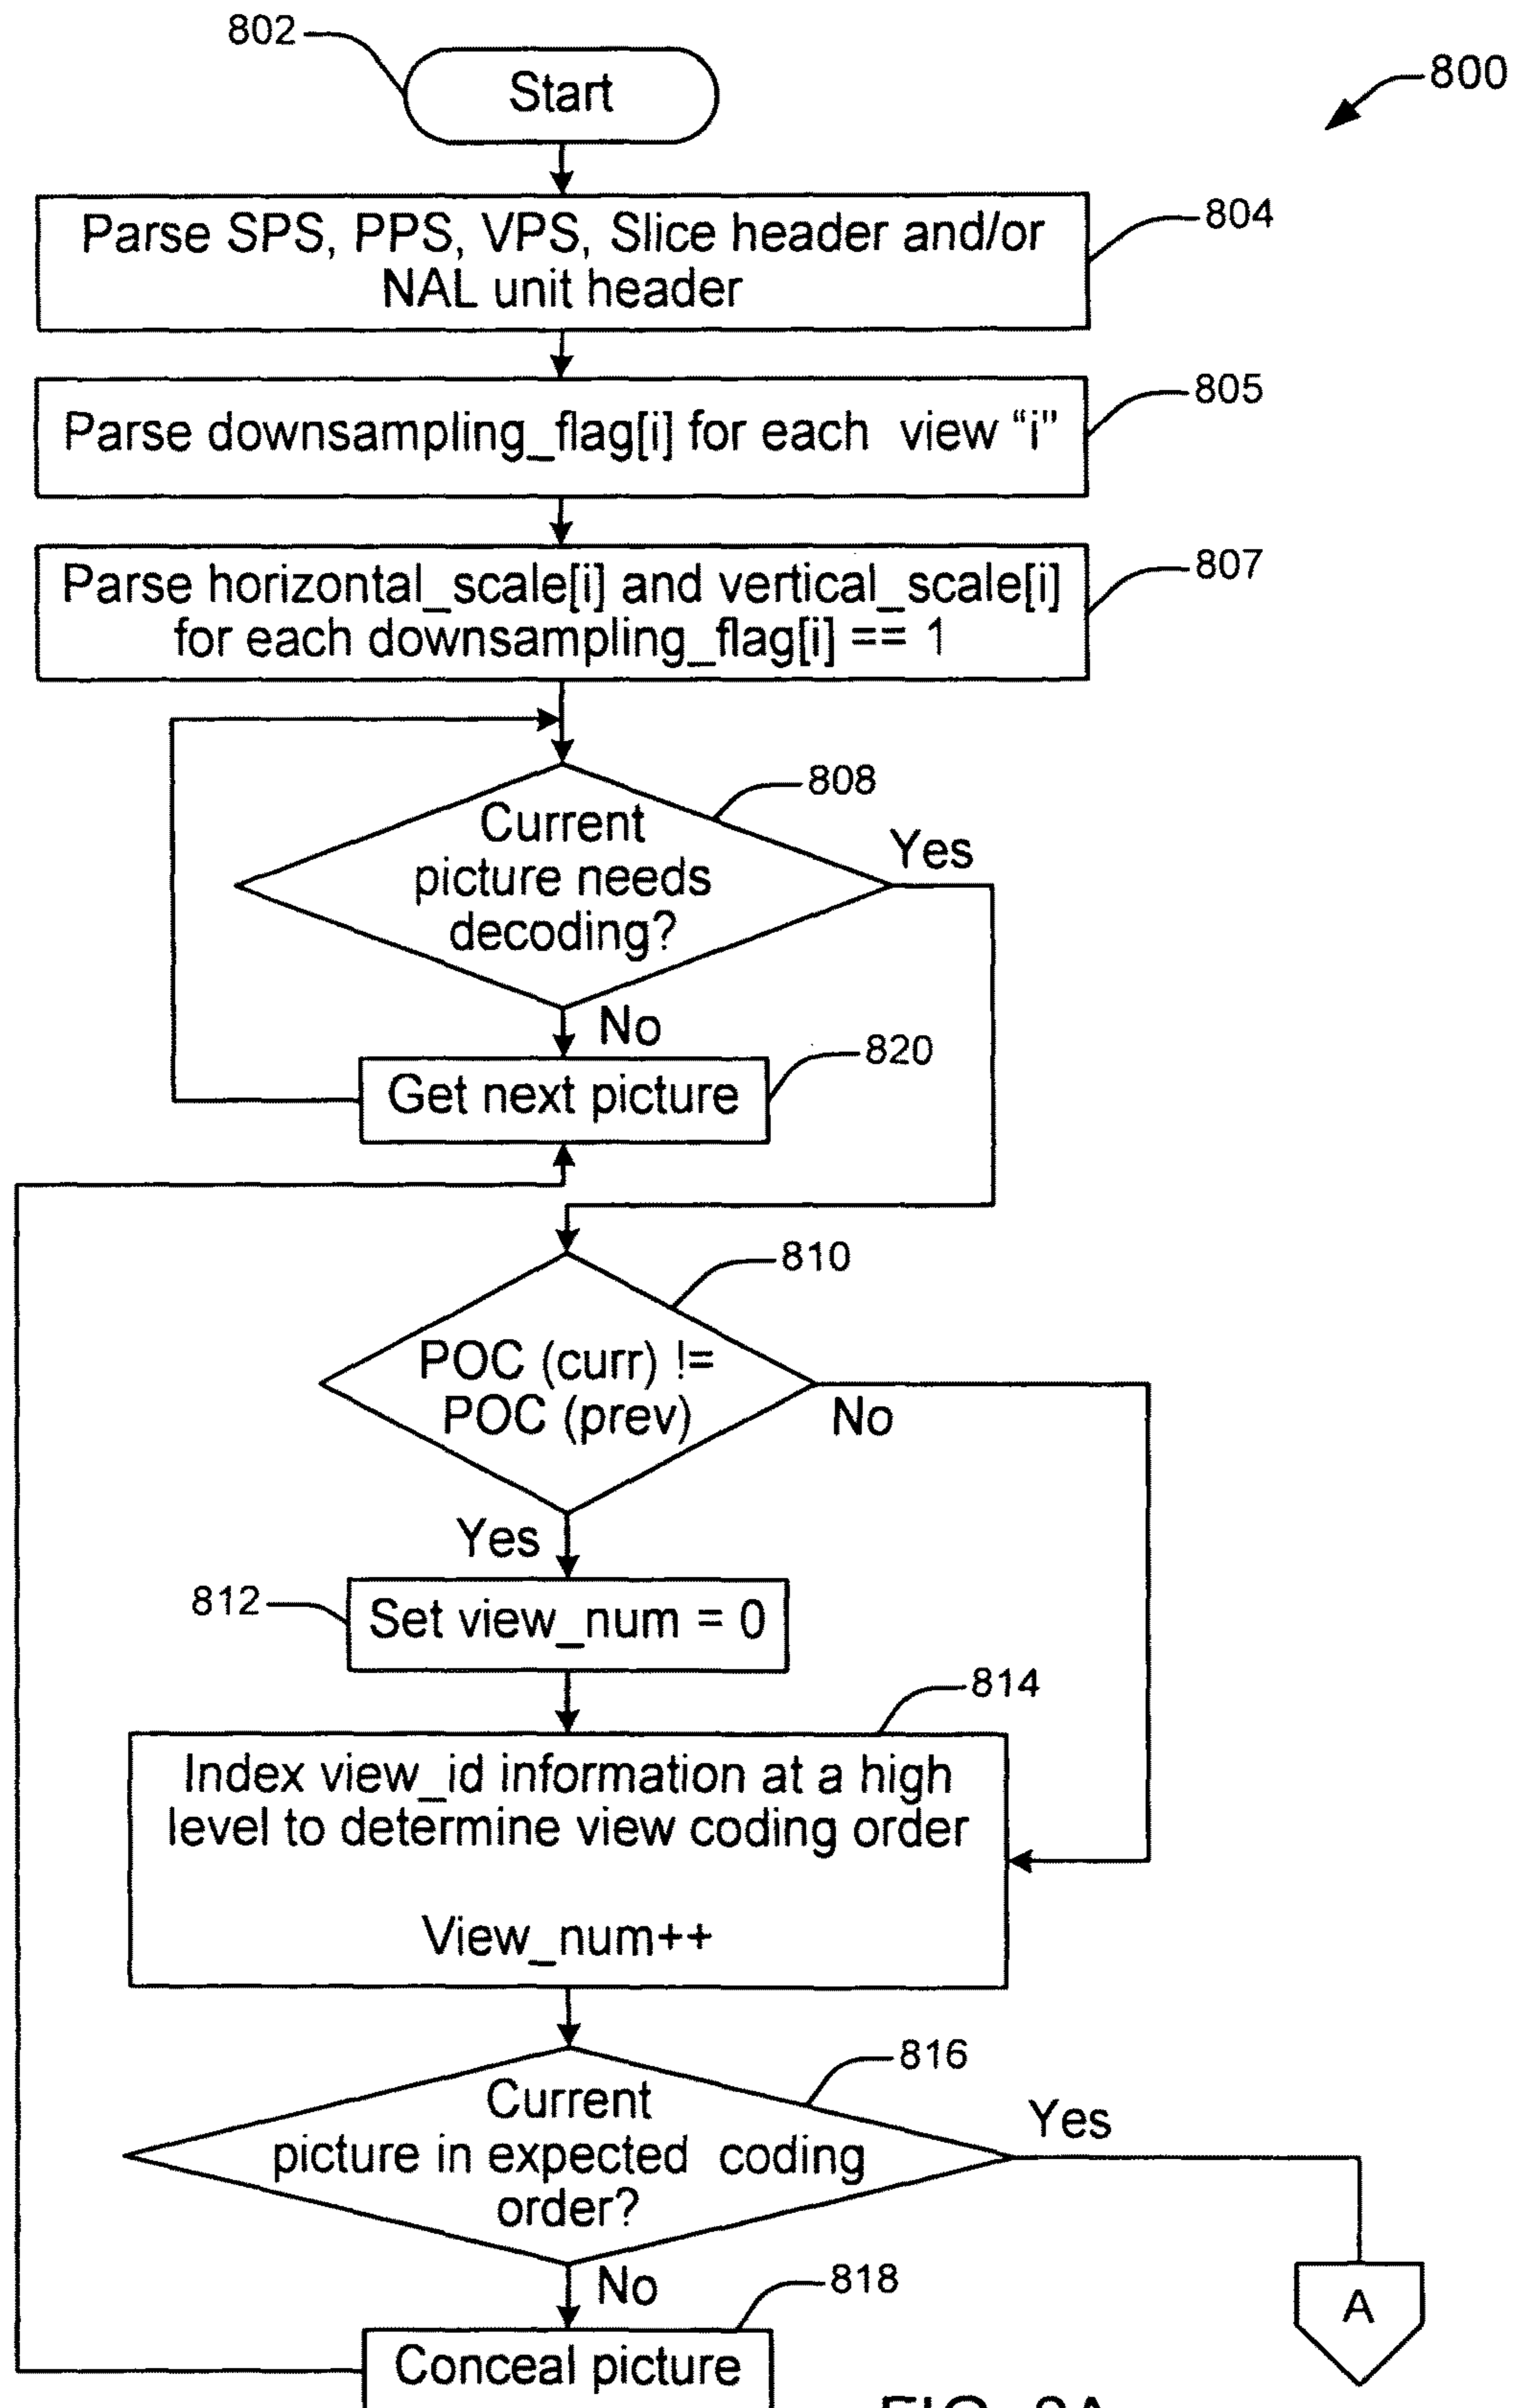 802
Start
800
Parse SPS, PPS, VPS, Slice header and/or
NAL unit header
804
Parse downsampling_flag[i] for each view “i”
805
Parse horizontal_scale[i] and vertical_scale[i]
for each downsampling_flag[i] == 1
807
808
Current
picture needs
decoding?
Yes
No
820
Get next picture
810
POC (curr) !=
POC (prev)
No
Yes
812
Set view_num = 0
814
Index view_id information at a high
level to determine view coding order
View_num++
816
Current
picture in expected coding
order?
Yes
No
818
A
Conceal picture